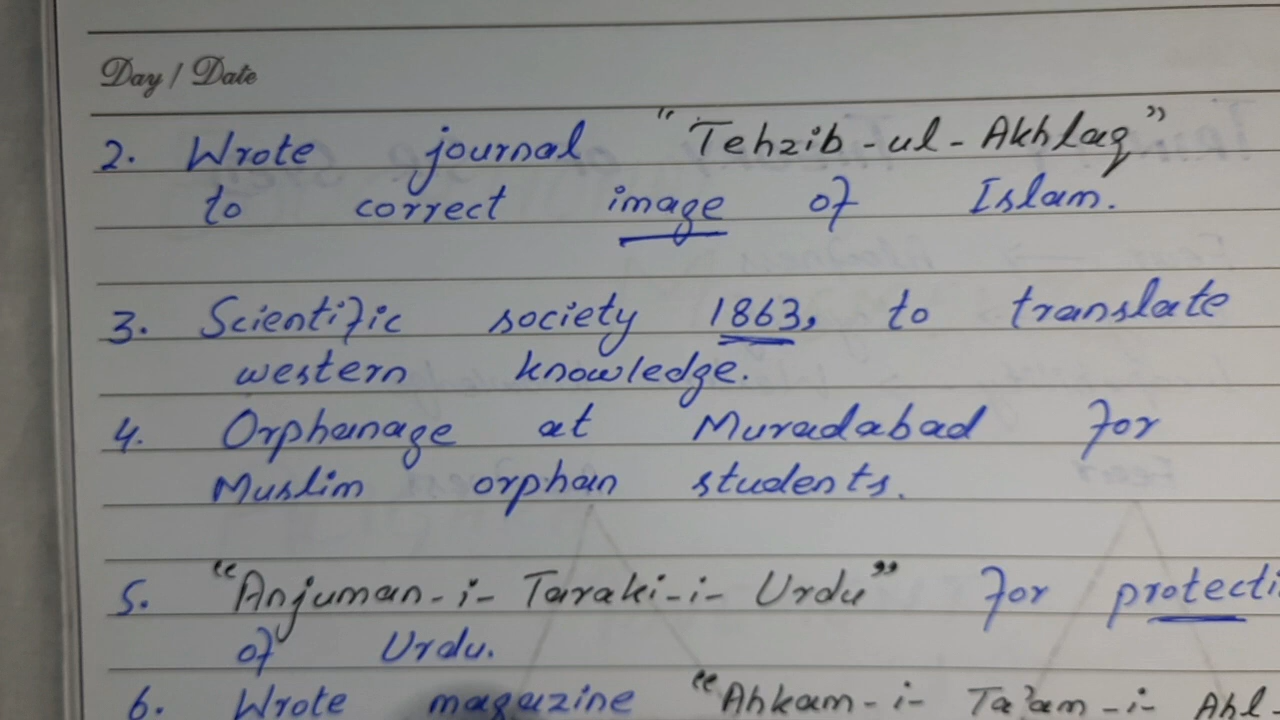 Day / Date
2. Wrote journal "Tehzib-ul-Akhlaq"
to correct image of Islam.
3. Scientific society 1863, to translate
western knowledge.
4. Orphanage at Muradabad for
Muslim orphan students.
5. "Anjuman-i-Taraki-i-Urdu" for protecti
of Urdu.
6. Wrote magazine "Ahkam-i-Ta'am-i-Ahl-